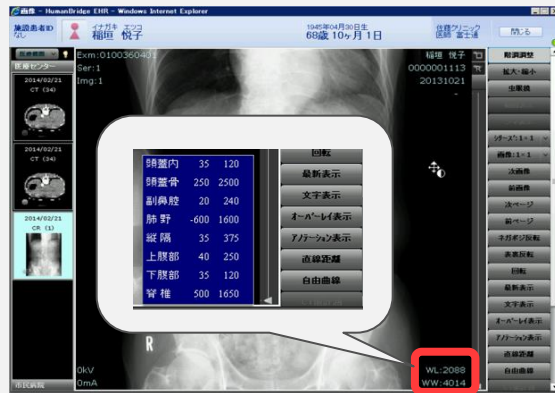 画像 - HumanBridge EHR - Windows Internet Explorer
施設患者ID
なし
イナガキ エツコ
稲垣 悦子
1945年04月30日生
68歳 10ヶ月 1日
佐藤クリニック
医師 富士通
閉じる
医療センター
2014/02/21
CT (34)
2014/02/21
CT (34)
2014/02/21
CR (1)
市民病院
Exm:0100360401
Ser:1
Img:1
稲垣 悦子
0000001113
20131021
-
頭蓋内 35 120
頭蓋骨 250 2500
副鼻腔 20 240
肺野 -600 1600
縦隔 35 375
上腹部 40 250
下腹部 35 120
脊椎 500 1650
回転
最新表示
文字表示
オーバーレイ表示
アノテーション表示
直線距離
自由曲線
R
0kV
0mA
WL:2088
WW:4014
階調調整
拡大・縮小
虫眼鏡
シリーズ:1×1
画像:1×1
次画像
前画像
次ページ
前ページ
ネガポジ反転
表裏反転
回転
最新表示
文字表示
オーバーレイ表示
アノテーション表示
直線距離
自由曲線